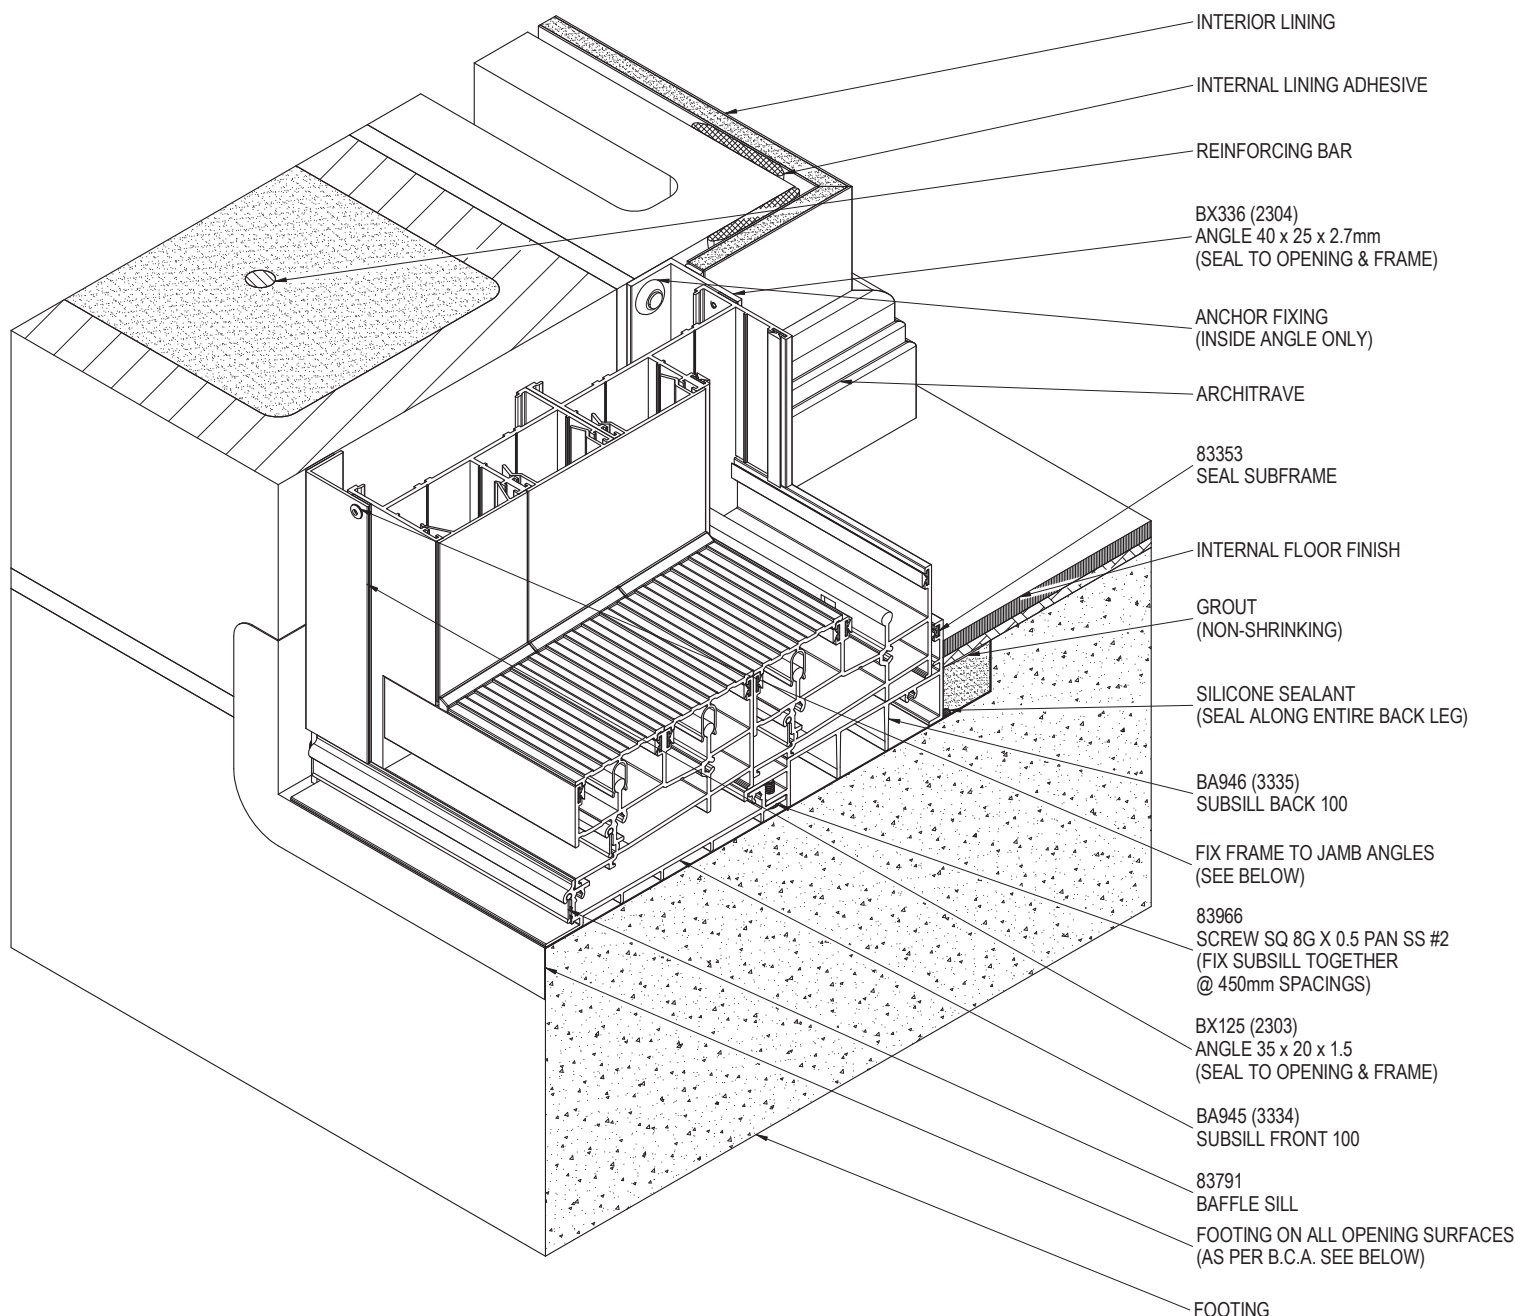 INTERIOR LINING
INTERNAL LINING ADHESIVE
REINFORCING BAR
BX336 (2304)
ANGLE 40 x 25 x 2.7mm
(SEAL TO OPENING & FRAME)
ANCHOR FIXING
(INSIDE ANGLE ONLY)
ARCHITRAVE
83353
SEAL SUBFRAME
INTERNAL FLOOR FINISH
GROUT
(NON-SHRINKING)
SILICONE SEALANT
(SEAL ALONG ENTIRE BACK LEG)
BA946 (3335)
SUBSILL BACK 100
FIX FRAME TO JAMB ANGLES
(SEE BELOW)
83966
SCREW SQ 8G X 0.5 PAN SS #2
(FIX SUBSILL TOGETHER
@ 450mm SPACINGS)
BX125 (2303)
ANGLE 35 x 20 x 1.5
(SEAL TO OPENING & FRAME)
BA945 (3334)
SUBSILL FRONT 100
83791
BAFFLE SILL
FOOTING ON ALL OPENING SURFACES
(AS PER B.C.A. SEE BELOW)
FOOTING